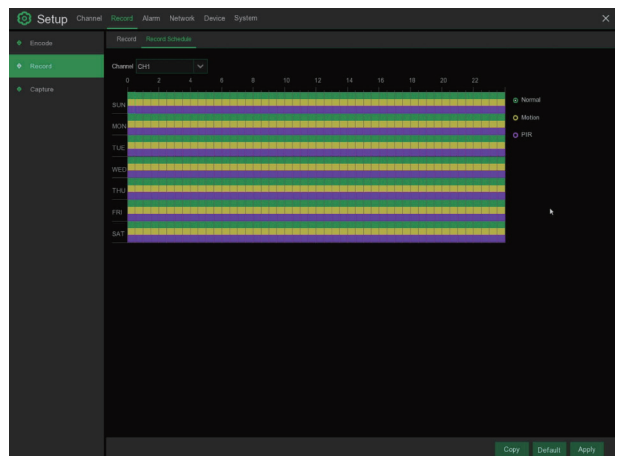 Setup Channel Record Alarm Network Device System
Encode
Record
Capture
Record Record Schedule
Channel CH1
0 2 4 6 8 10 12 14 16 18 20 22
SUN
MON
TUE
WED
THU
FRI
SAT
Normal
Motion
PIR
Copy Default Apply